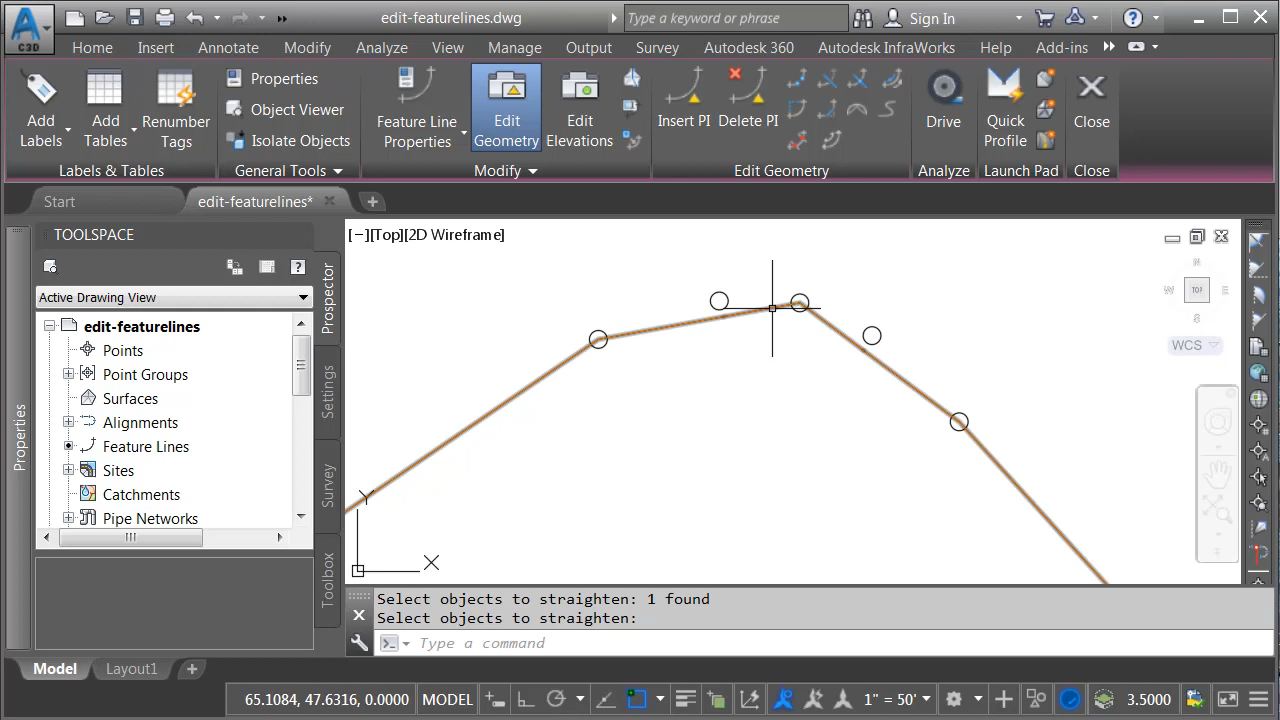 C3D
edit-featurelines.dwg
Type a keyword or phrase
Sign In
?
Home Insert Annotate Modify Analyze View Manage Output Survey Autodesk 360 Autodesk InfraWorks Help Add-ins
Add Labels
Add Tables
Renumber Tags
Properties
Object Viewer
Isolate Objects
Feature Line Properties
Edit Geometry
Edit Elevations
Insert PI
Delete PI
Drive
Quick Profile
Close
Labels & Tables
General Tools
Modify
Edit Geometry
Analyze
Launch Pad
Close
Start
edit-featurelines*
TOOLSPACE
?
Active Drawing View
edit-featurelines
Points
Point Groups
Surfaces
Alignments
Feature Lines
Sites
Catchments
Pipe Networks
Properties
Prospector
Settings
Survey
Toolbox
[−][Top][2D Wireframe]
N
W
TOP
E
S
WCS
Y
X
Select objects to straighten: 1 found
Select objects to straighten:
Type a command
Model
Layout1
65.1084, 47.6316, 0.0000
MODEL
1" = 50'
3.5000